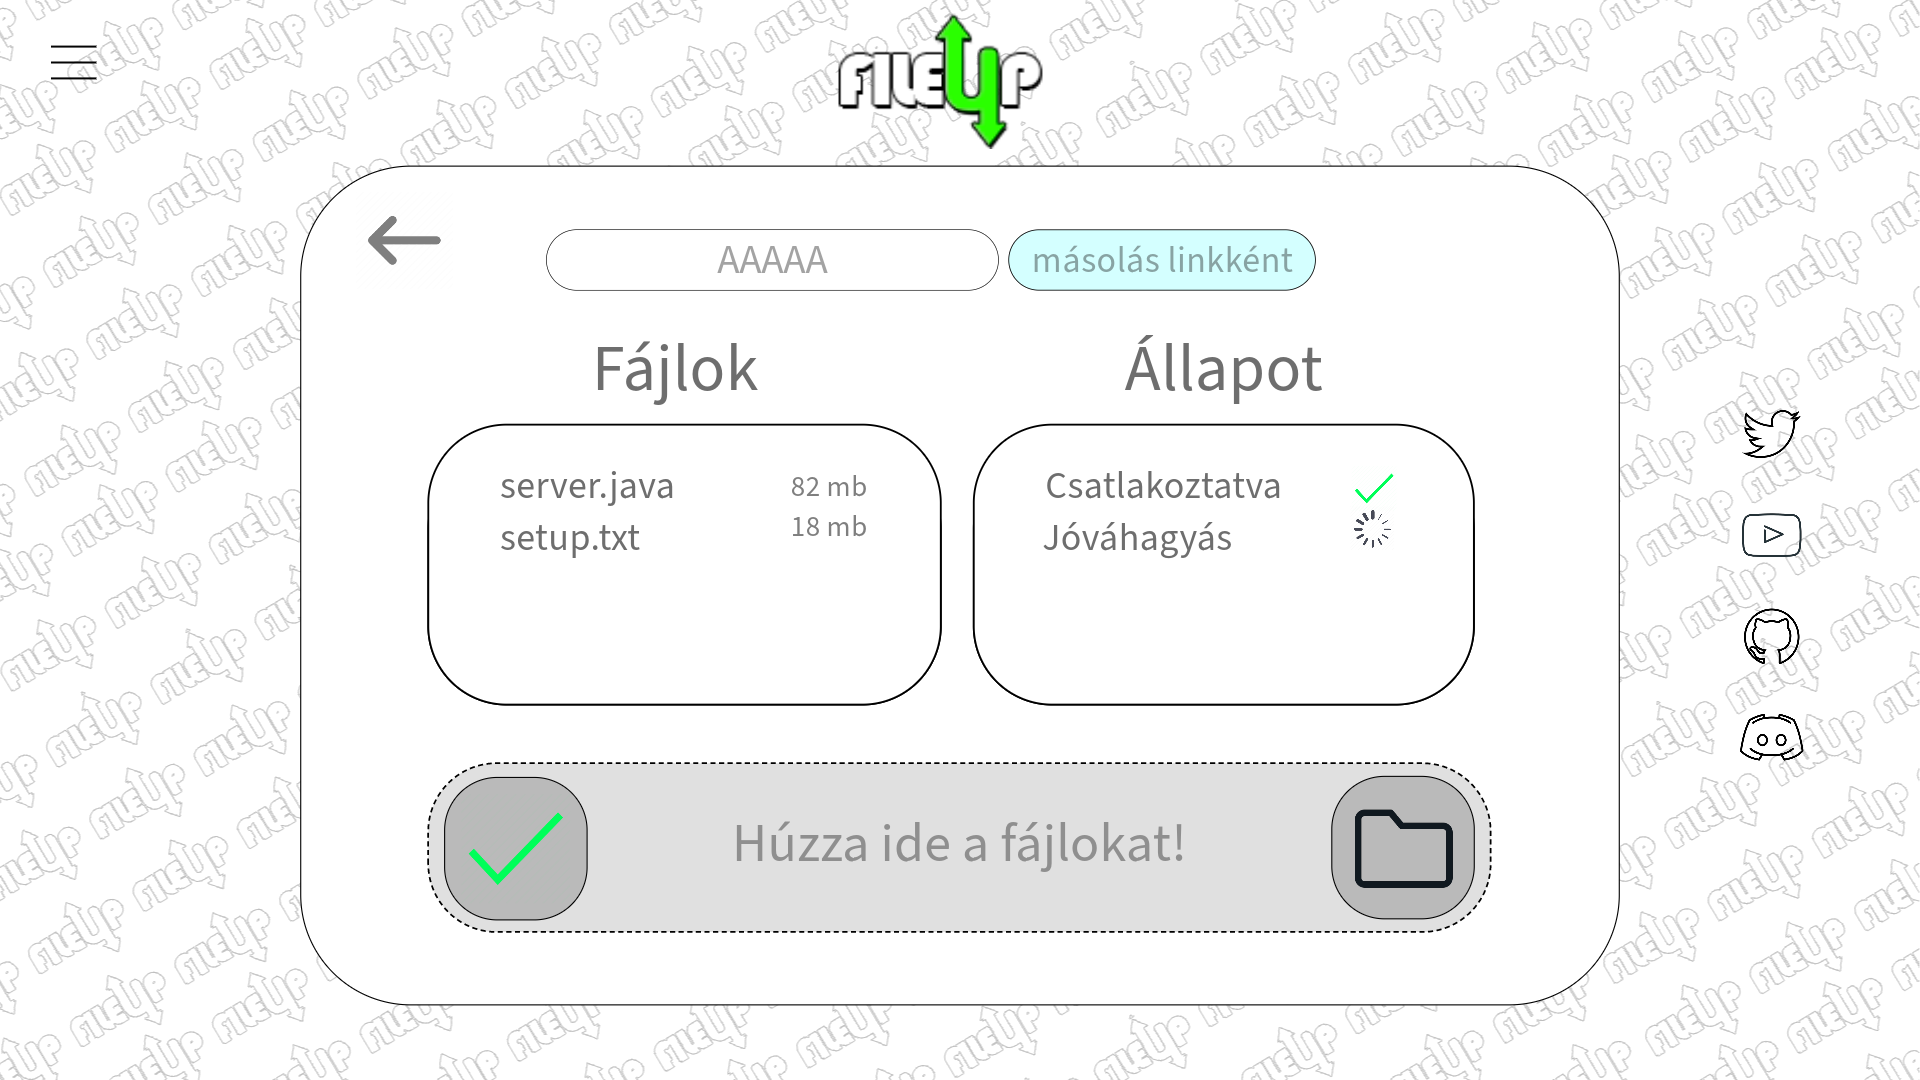 FILEUP
AAAAA
másolás linkként
Fájlok
Állapot
server.java 82 mb
setup.txt 18 mb
Csatlakoztatva
Jóváhagyás
Húzza ide a fájlokat!